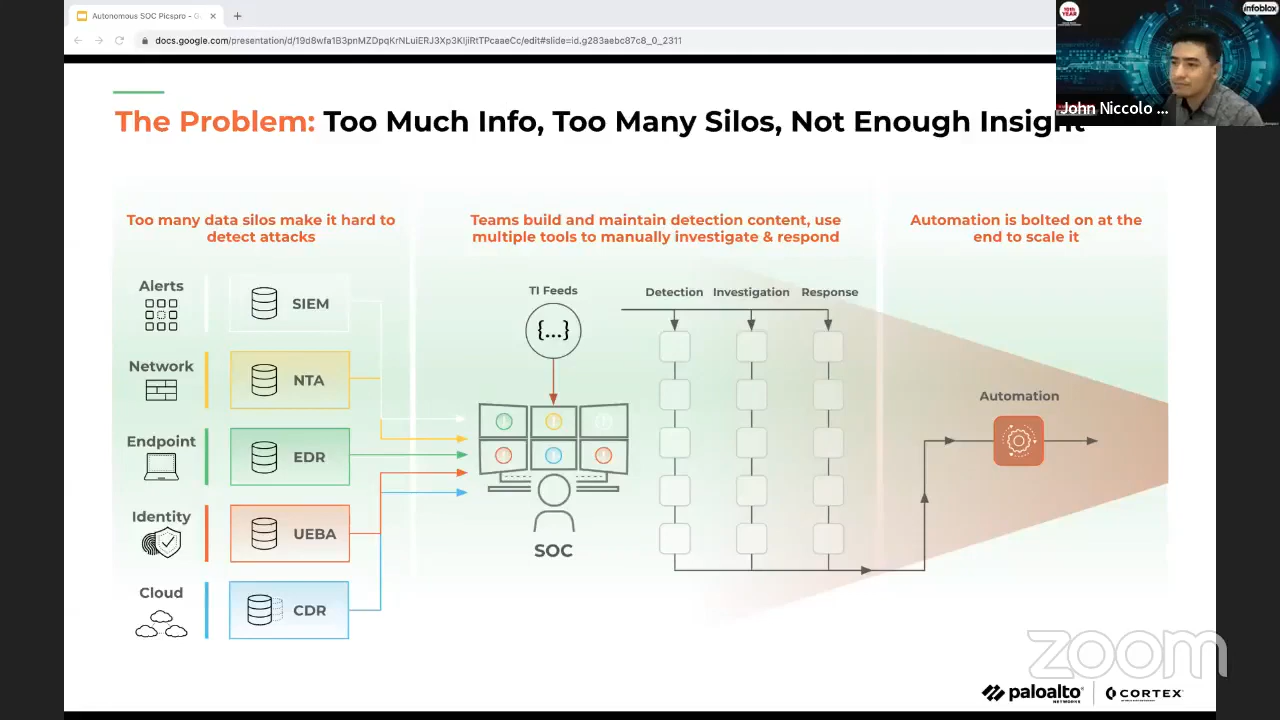 Autonomous SOC Picspro - G
docs.google.com/presentation/d/19d8wfa1B3pnMZDpqKrNLuiERJ3Xp3KljiRtTPcaaeCc/edit#slide=id.g283aebc87c8_0_2311
infoblox
John Niccolo ...
The Problem: Too Much Info, Too Many Silos, Not Enough Insight
Too many data silos make it hard to
detect attacks
Teams build and maintain detection content, use
multiple tools to manually investigate & respond
Automation is bolted on at the
end to scale it
Alerts
SIEM
Network
NTA
Endpoint
EDR
Identity
UEBA
Cloud
CDR
TI Feeds
{...}
SOC
Detection
Investigation
Response
Automation
zoom
paloalto
NETWORKS
CORTEX